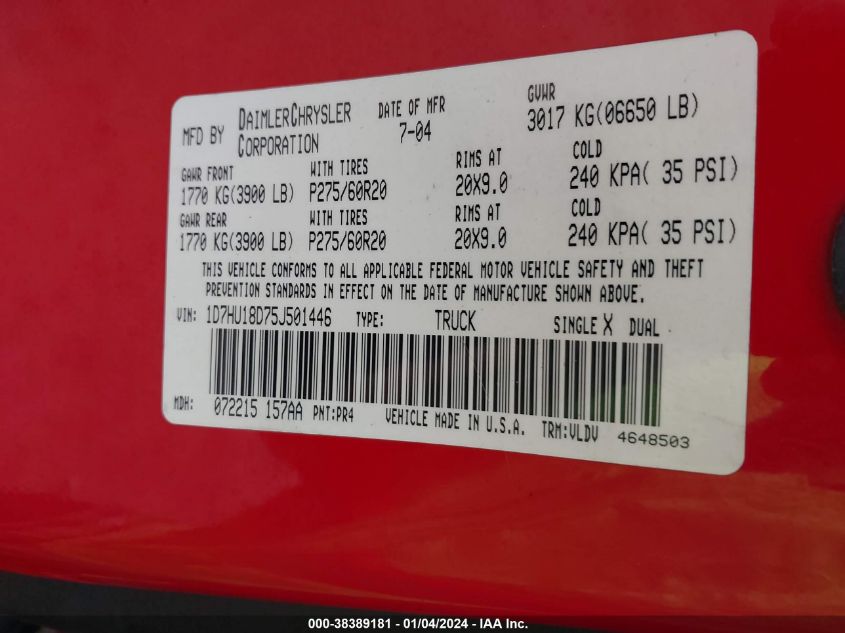 MFD BY DAIMLERCHRYSLER CORPORATION DATE OF MFR 7-04 GVWR 3017 KG(06650 LB)
GAWR FRONT WITH TIRES RIMS AT COLD
1770 KG(3900 LB) P275/60R20 20X9.0 240 KPA( 35 PSI)
GAWR REAR WITH TIRES RIMS AT COLD
1770 KG(3900 LB) P275/60R20 20X9.0 240 KPA( 35 PSI)
THIS VEHICLE CONFORMS TO ALL APPLICABLE FEDERAL MOTOR VEHICLE SAFETY AND THEFT
PREVENTION STANDARDS IN EFFECT ON THE DATE OF MANUFACTURE SHOWN ABOVE.
VIN: 1D7HU18D75J501446 TYPE: TRUCK SINGLE X DUAL
MDH: 072215 157AA PNT:PR4 VEHICLE MADE IN U.S.A. TRM:VLDV 4648503
000-38389181 - 01/04/2024 - IAA Inc.